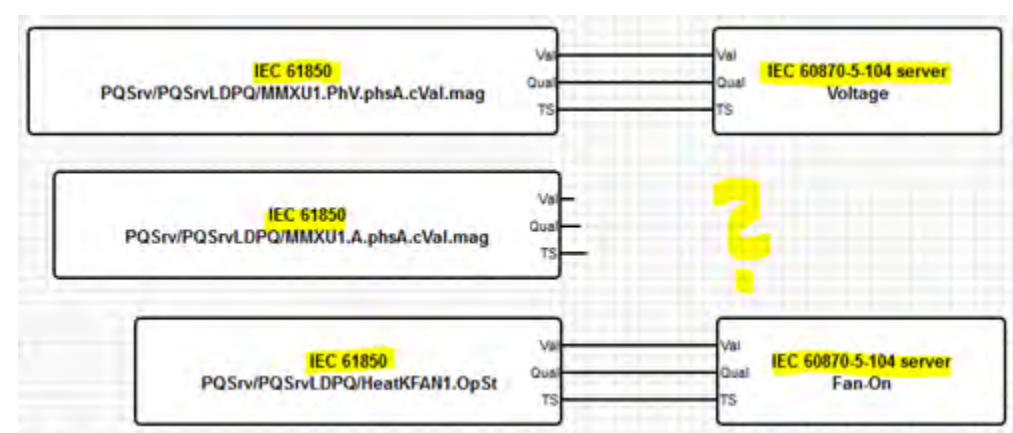 IEC 61850
PQSrv/PQSrvLDPQ/MMXU1.PhV.phsA.cVal.mag
Val
Qual
TS
Val
Qual
TS
IEC 60870-5-104 server
Voltage
IEC 61850
PQSrv/PQSrvLDPQ/MMXU1.A.phsA.cVal.mag
Val
Qual
TS
?
IEC 61850
PQSrv/PQSrvLDPQ/HeatKFAN1.OpSt
Val
Qual
TS
Val
Qual
TS
IEC 60870-5-104 server
Fan-On